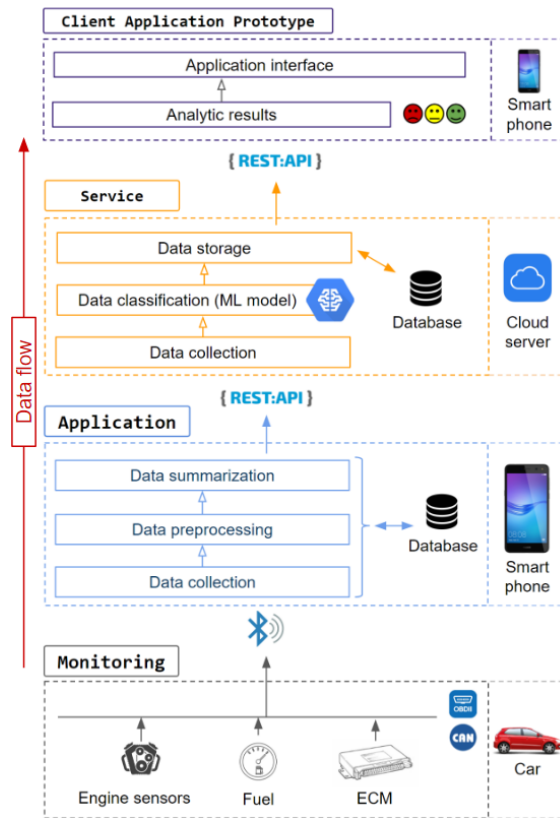 Client Application Prototype
Application interface
Analytic results
Smart
phone
{ REST:API }
Service
Data storage
Data classification (ML model)
Data collection
Database
Cloud
server
Data flow
{ REST:API }
Application
Data summarization
Data preprocessing
Data collection
Database
Smart
phone
Monitoring
OBDII
CAN
Engine sensors
Fuel
ECM
Car